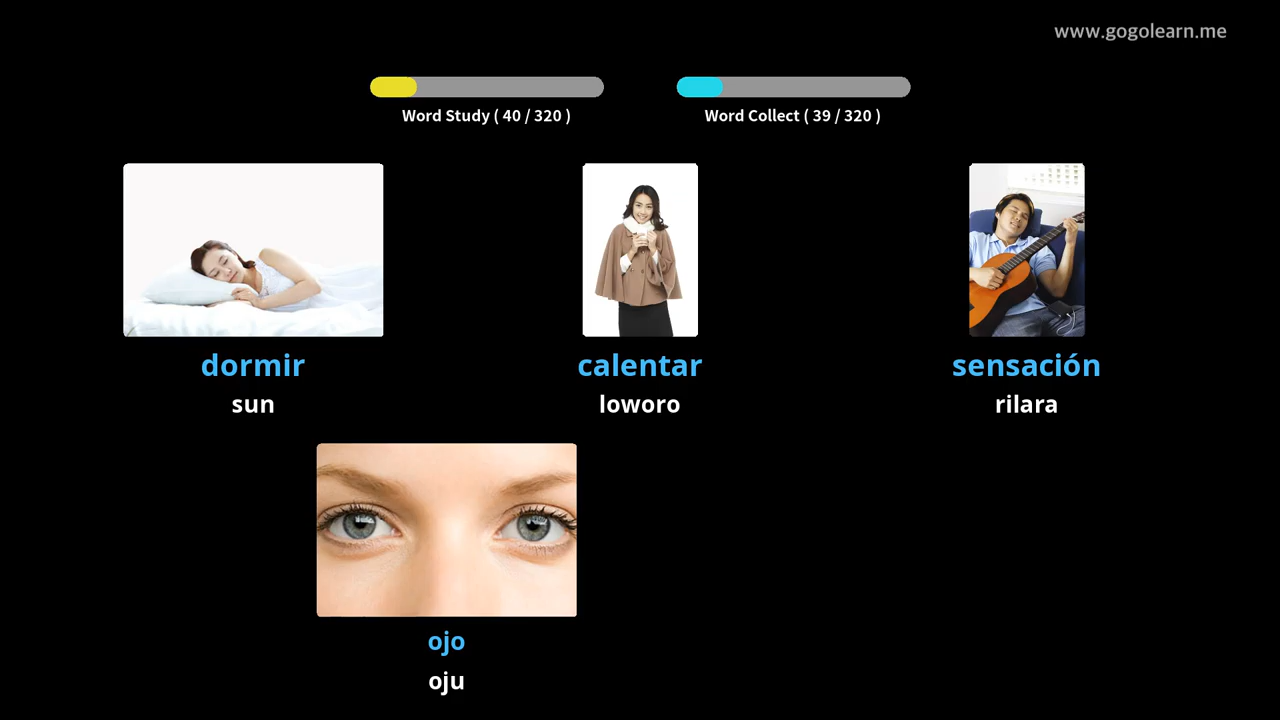 www.gogolearn.me
Word Study ( 40 / 320 )
Word Collect ( 39 / 320 )
dormir
sun
calentar
loworo
sensación
rilara
ojo
oju